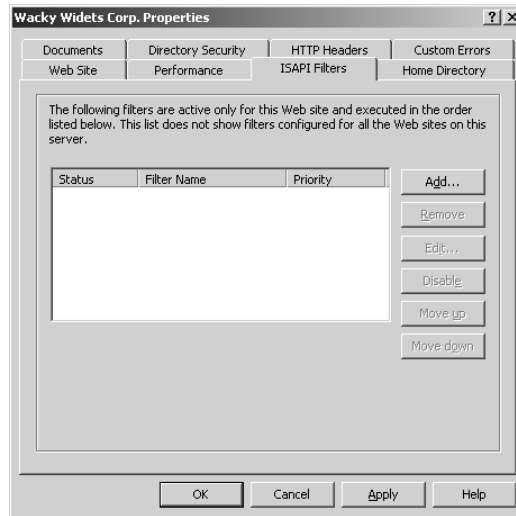 Wacky Widets Corp. Properties ? X
Documents Directory Security HTTP Headers Custom Errors
Web Site Performance ISAPI Filters Home Directory
The following filters are active only for this Web site and executed in the order
listed below. This list does not show filters configured for all the Web sites on this
server.
Status Filter Name Priority
Add...
Remove
Edit...
Disable
Move up
Move down
OK Cancel Apply Help